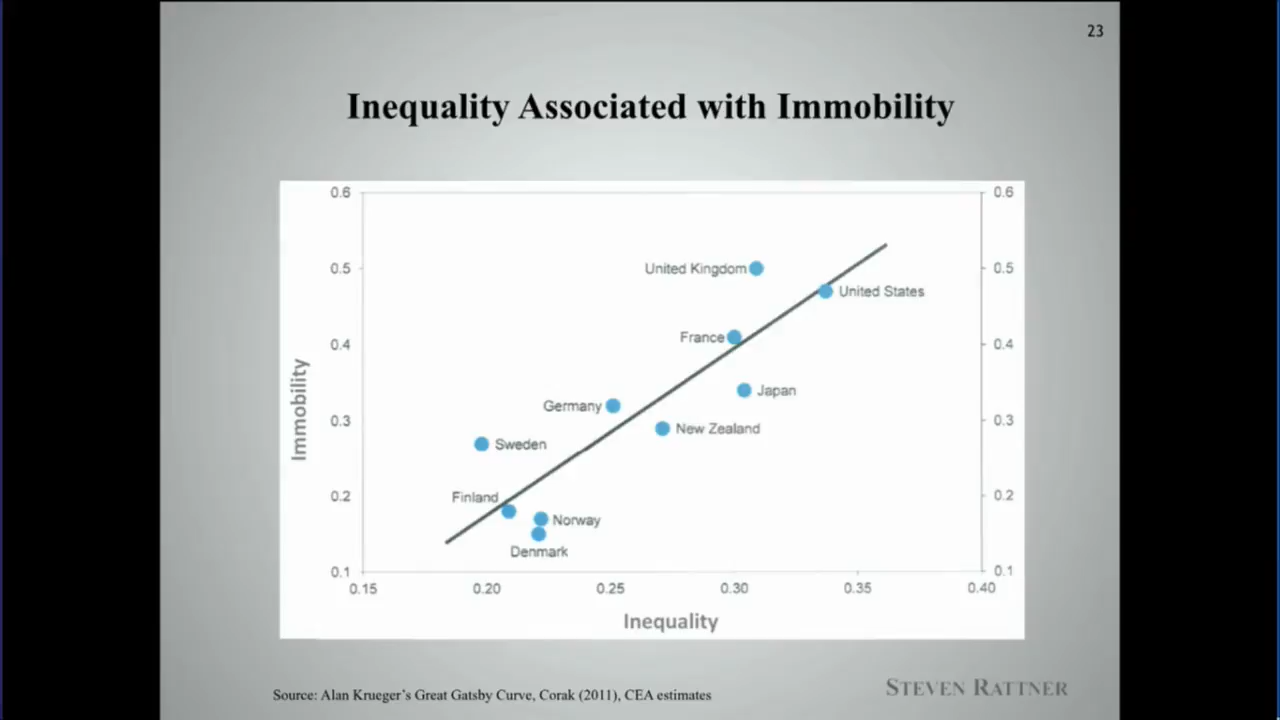 23
Inequality Associated with Immobility
0.6
0.6
United Kingdom
0.5
0.5
United States
France
0.4
0.4
Japan
Germany
0.3
0.3
New Zealand
Sweden
Finland
0.2
0.2
Norway
Denmark
0.1
0.1
0.15 0.20 0.25 0.30 0.35 0.40
Immobility
Inequality
Source: Alan Krueger’s Great Gatsby Curve, Corak (2011), CEA estimates
STEVEN RATTNER